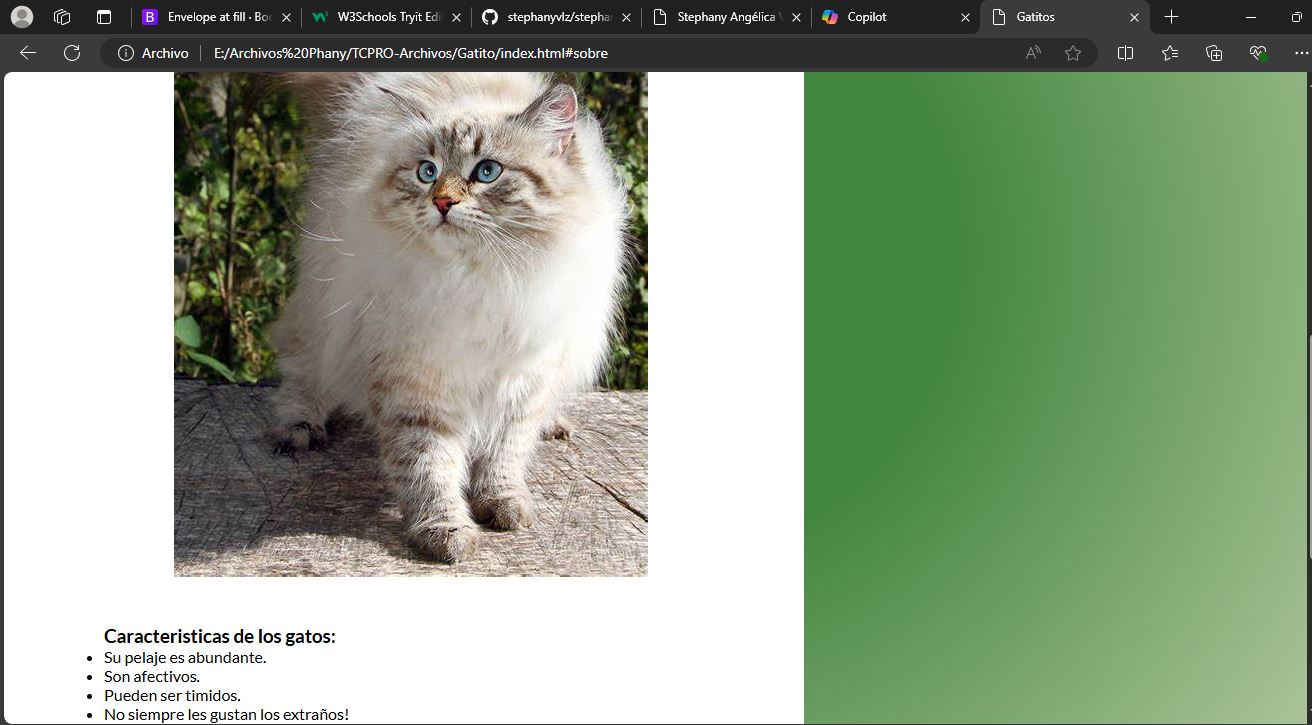 Envelope at fill · Boo
W3Schools Tryit Edi
stephanyvlz/stepha
Stephany Angélica
Copilot
Gatitos
Archivo
E:/Archivos%20Phany/TCPRO-Archivos/Gatito/index.html#sobre
Caracteristicas de los gatos:
Su pelaje es abundante.
Son afectivos.
Pueden ser timidos.
No siempre les gustan los extraños!